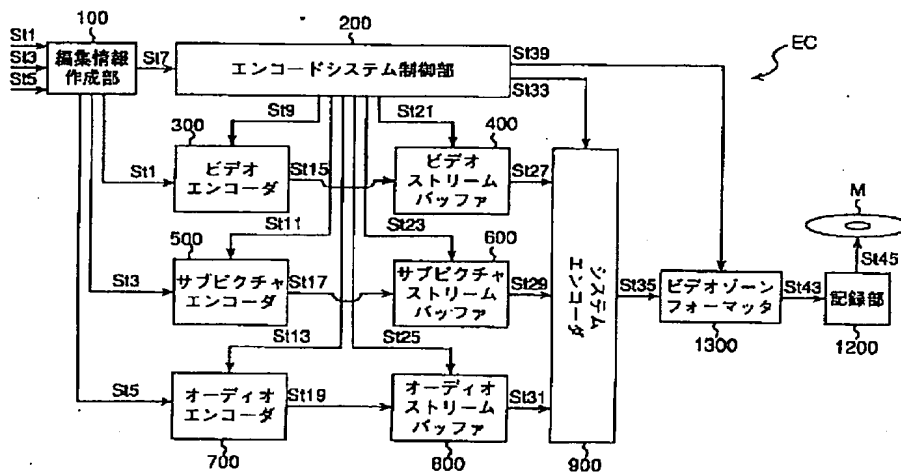 100
200
EC
St1
St3
St5
編集情報
作成部
St7
エンコードシステム制御部
St39
St33
St9
St21
300
400
St1
ビデオ
エンコーダ
St15
ビデオ
ストリーム
バッファ
St27
M
St11
St23
500
600
St45
St3
サブピクチャ
エンコーダ
St17
サブピクチャ
ストリーム
バッファ
St29
システム
エンコーダ
St35
ビデオゾーン
フォーマッタ
St43
記録部
1300
1200
St13
St25
St5
オーディオ
エンコーダ
St19
オーディオ
ストリーム
バッファ
St31
700
800
900